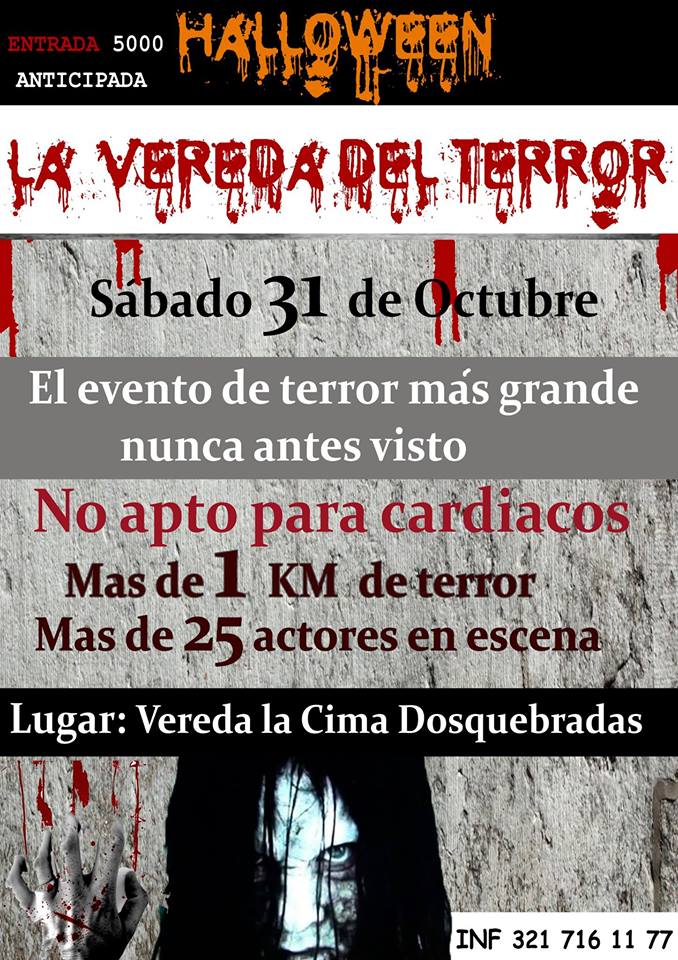 ENTRADA 5000
ANTICIPADA
HALLOWEEN
LA VEREDA DEL TERROR
Sábado 31 de Octubre
El evento de terror más grande
nunca antes visto
No apto para cardiacos
Mas de 1 KM de terror
Mas de 25 actores en escena
Lugar: Vereda la Cima Dosquebradas
INF 321 716 11 77